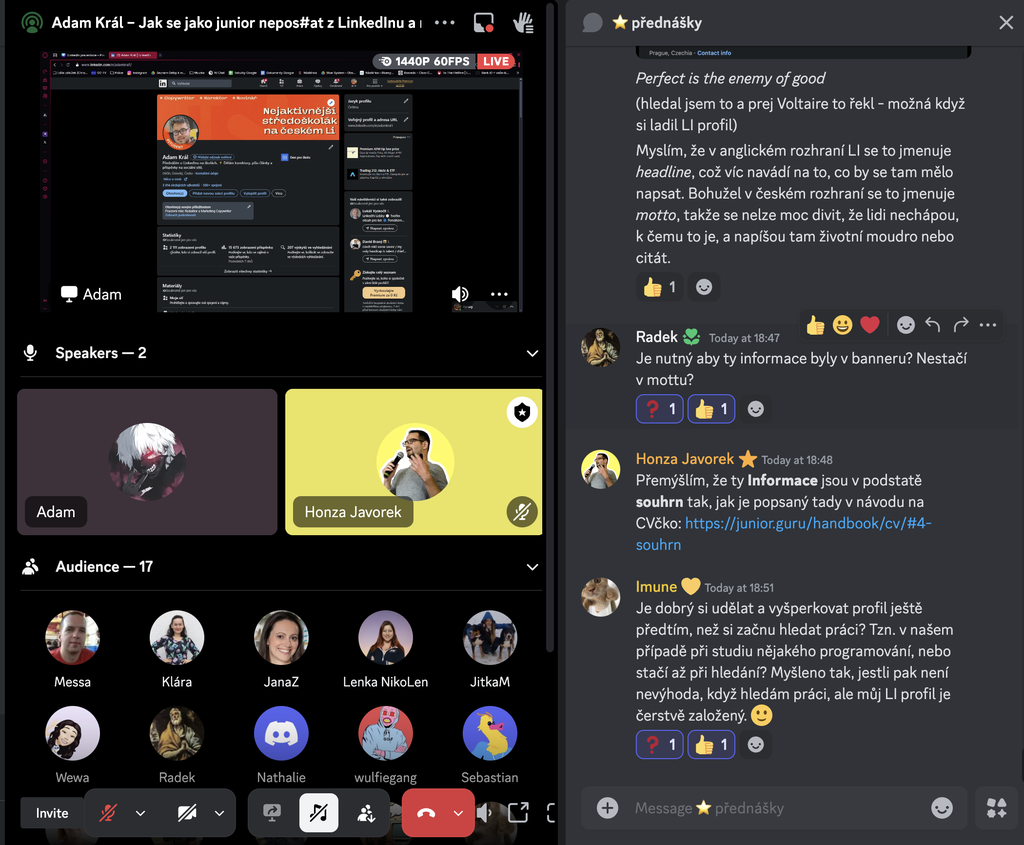 Adam Král – Jak se jako junior nepos#at z LinkedInu a
1440P 60FPS
LIVE
Copywriter
Korektor
Novinář
Nejaktivnější
středoškolák
na českém LI
Adam Král
Statistiky
Materiály
Adam
Speakers — 2
Adam
Honza Javorek
Audience — 17
Messa
Klára
JanaZ
Lenka NikoLen
JitkaM
Wewa
Radek
Nathalie
wulfiegang
Sebastian
Invite
přednášky
Prague, Czechia · Contact info
Perfect is the enemy of good
(hledal jsem to a prej Voltaire to řekl - možná když
si ladil LI profil)
Myslím, že v anglickém rozhraní LI se to jmenuje
headline, což víc navádí na to, co by se tam mělo
napsat. Bohužel v českém rozhraní se to jmenuje
motto, takže se nelze moc divit, že lidi nechápou,
k čemu to je, a napíšou tam životní moudro nebo
citát.
1
Radek Today at 18:47
Je nutný aby ty informace byly v banneru? Nestačí
v mottu?
1 1
Honza Javorek Today at 18:48
Přemýšlím, že ty Informace jsou v podstatě
souhrn tak, jak je popsaný tady v návodu na
CVčko: https://junior.guru/handbook/cv/#4-
souhrn
Imune Today at 18:51
Je dobrý si udělat a vyšperkovat profil ještě
předtím, než si začnu hledat práci? Tzn. v našem
případě při studiu nějakého programování, nebo
stačí až při hledání? Myšleno tak, jestli pak není
nevýhoda, když hledám práci, ale můj LI profil je
čerstvě založený.
1 1
Message přednášky